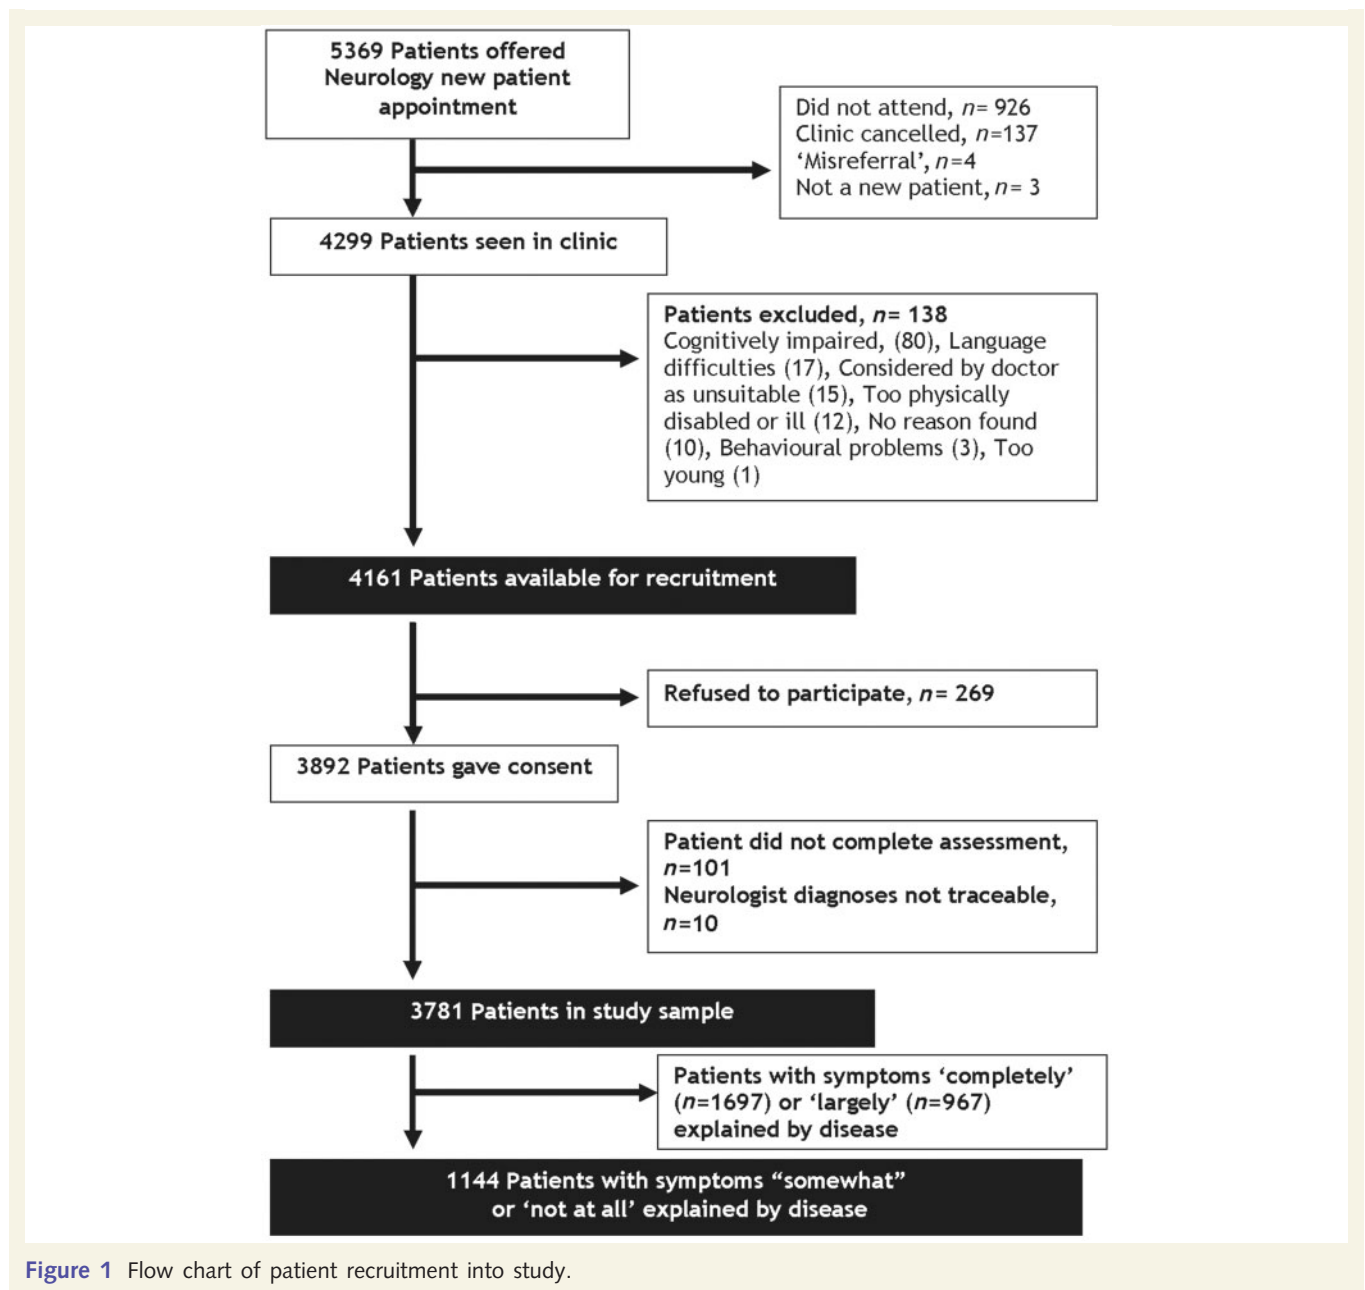 5369 Patients offered
Neurology new patient
appointment
Did not attend, n= 926
Clinic cancelled, n=137
‘Misreferral’, n=4
Not a new patient, n= 3
4299 Patients seen in clinic
Patients excluded, n= 138
Cognitively impaired, (80), Language
difficulties (17), Considered by doctor
as unsuitable (15), Too physically
disabled or ill (12), No reason found
(10), Behavioural problems (3), Too
young (1)
4161 Patients available for recruitment
Refused to participate, n= 269
3892 Patients gave consent
Patient did not complete assessment,
n=101
Neurologist diagnoses not traceable,
n=10
3781 Patients in study sample
Patients with symptoms ‘completely’
(n=1697) or ‘largely’ (n=967)
explained by disease
1144 Patients with symptoms “somewhat”
or ‘not at all’ explained by disease
Figure 1 Flow chart of patient recruitment into study.